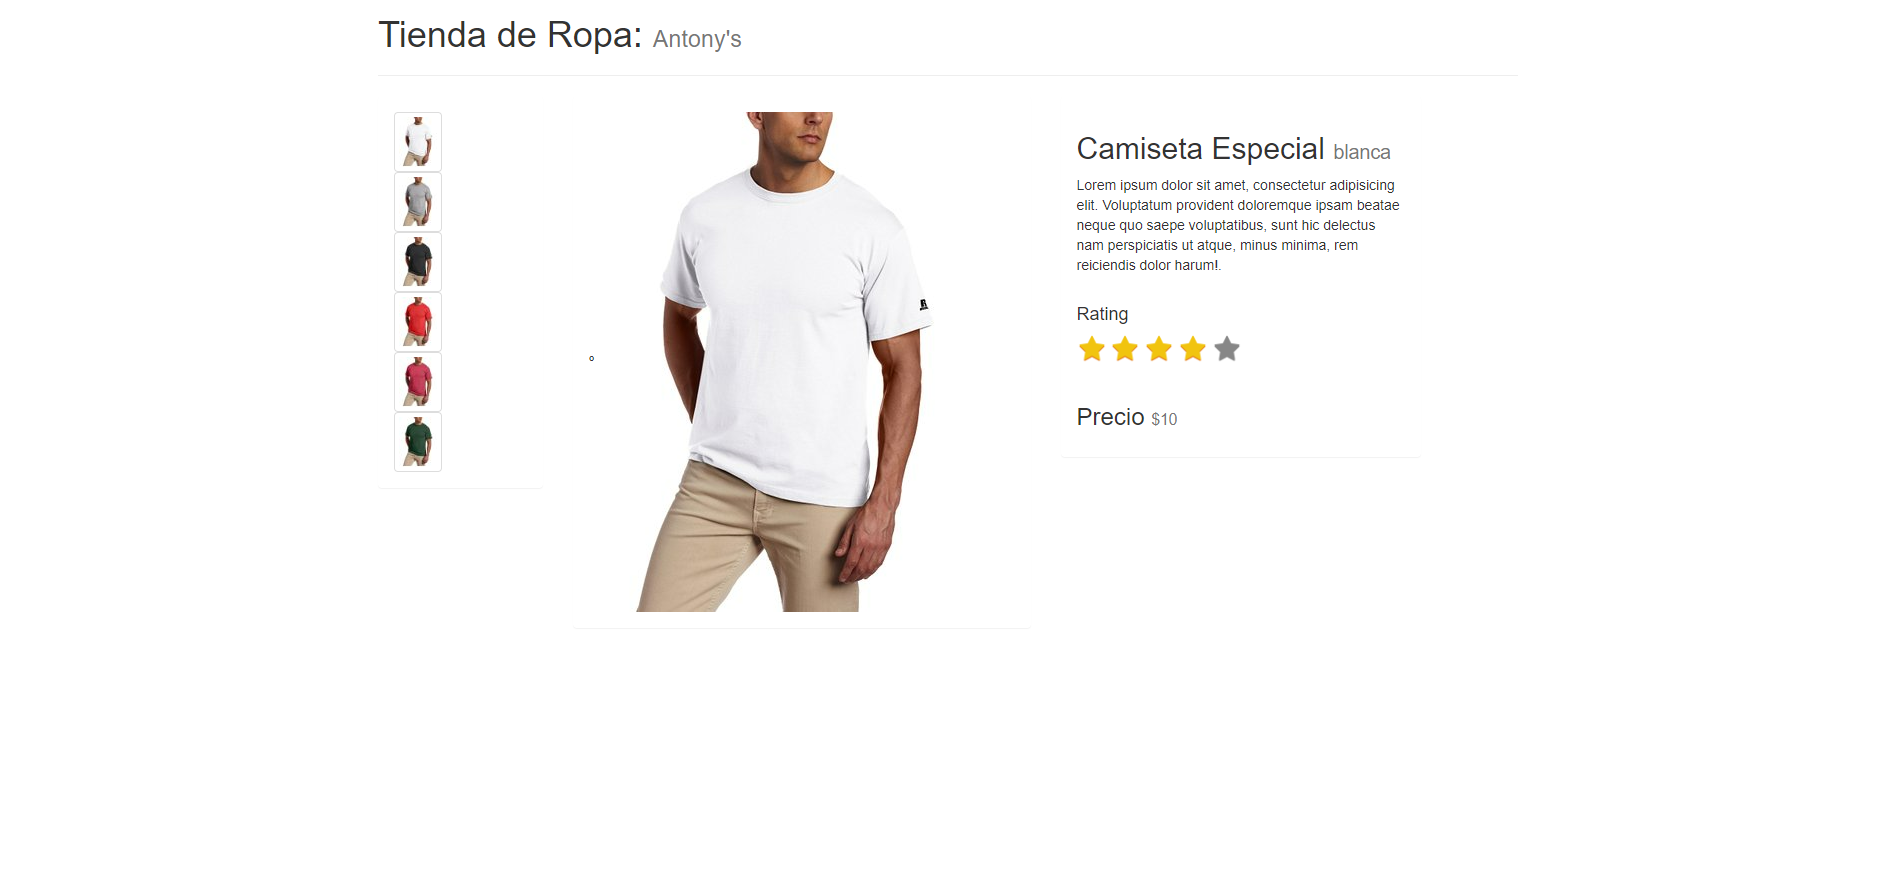 Tienda de Ropa: Antony's
Camiseta Especial blanca
Lorem ipsum dolor sit amet, consectetur adipisicing
elit. Voluptatum provident doloremque ipsam beatae
neque quo saepe voluptatibus, sunt hic delectus
nam perspiciatis ut atque, minus minima, rem
reiciendis dolor harum!.
Rating
Precio $10